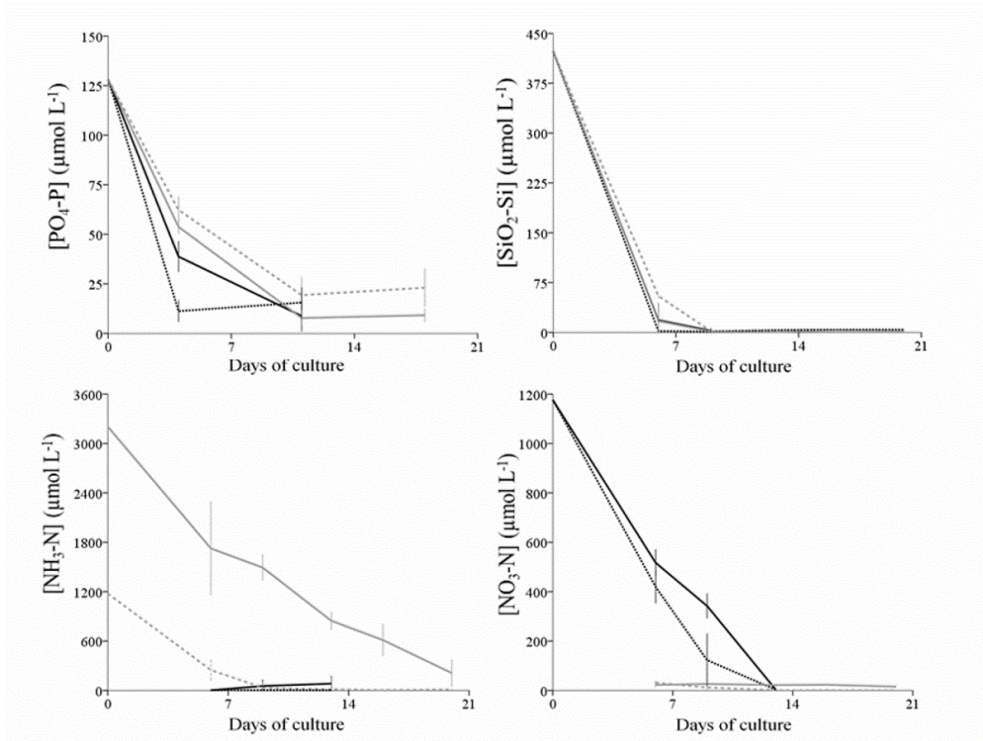 [PO₄-P] (µmol L⁻¹)
150
125
100
75
50
25
0
0 7 14 21
Days of culture
[SiO₂-Si] (µmol L⁻¹)
450
375
300
225
150
75
0
0 7 14 21
Days of culture
[NH₃-N] (µmol L⁻¹)
3600
3000
2400
1800
1200
600
0
0 7 14 21
Days of culture
[NO₃-N] (µmol L⁻¹)
1200
1000
800
600
400
200
0
0 7 14 21
Days of culture